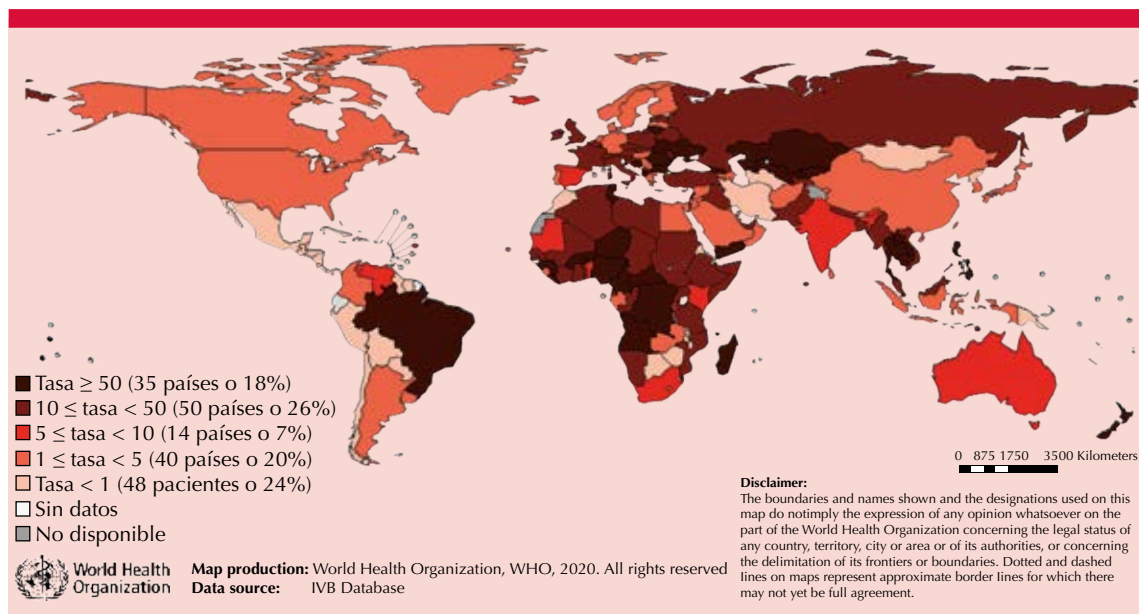 Tasa ≥ 50 (35 países o 18%)
10 ≤ tasa < 50 (50 países o 26%)
5 ≤ tasa < 10 (14 países o 7%)
1 ≤ tasa < 5 (40 países o 20%)
Tasa < 1 (48 pacientes o 24%)
Sin datos
No disponible
World Health
Organization
Map production: World Health Organization, WHO, 2020. All rights reserved
Data source: IVB Database
0 875 1750 3500 Kilometers
Disclaimer:
The boundaries and names shown and the designations used on this
map do notimply the expression of any opinion whatsoever on the
part of the World Health Organization concerning the legal status of
any country, territory, city or area or of its authorities, or concerning
the delimitation of its frontiers or boundaries. Dotted and dashed
lines on maps represent approximate border lines for which there
may not yet be full agreement.